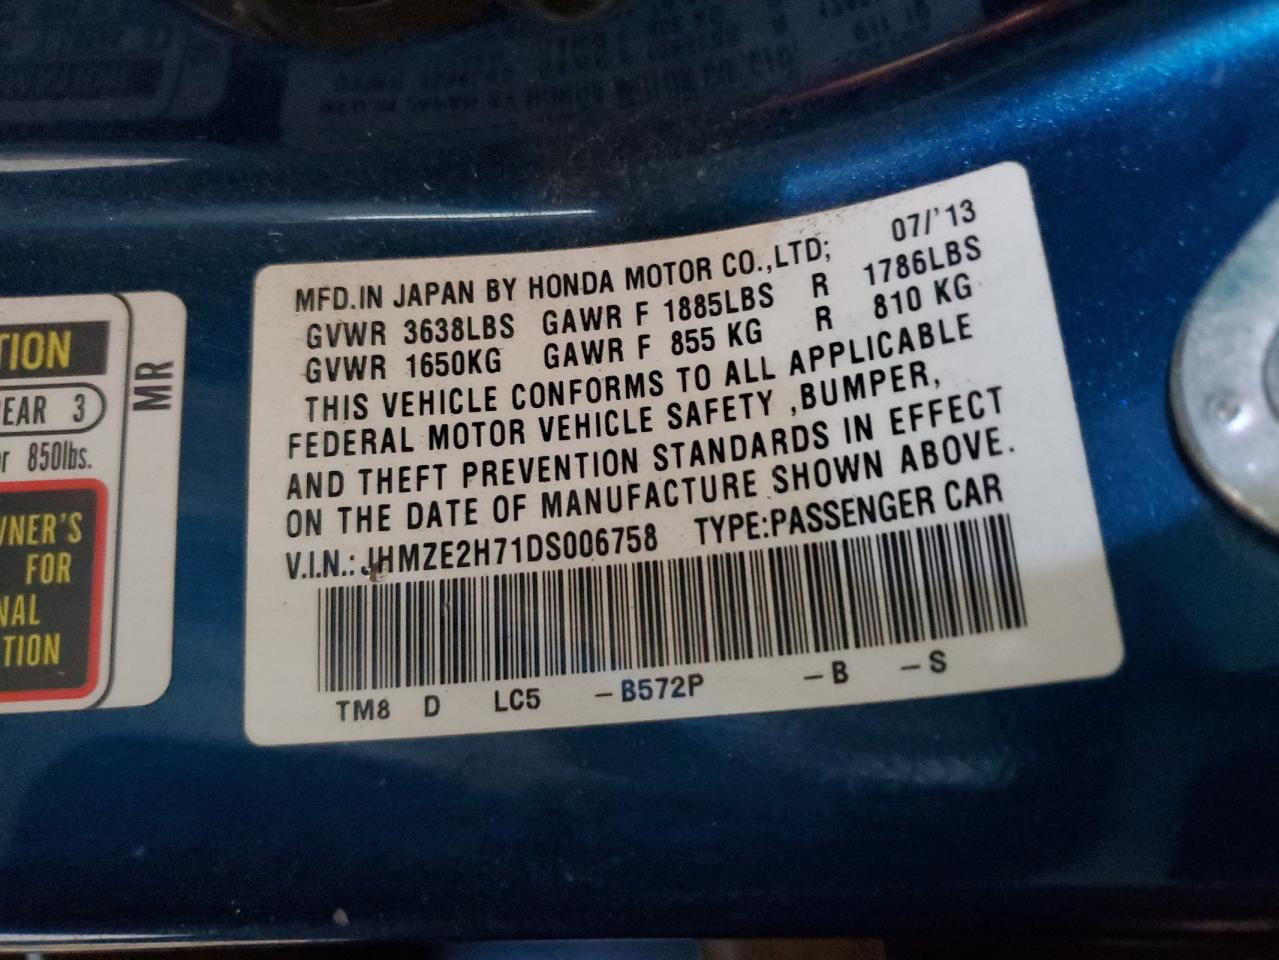 MFD.IN JAPAN BY HONDA MOTOR CO.,LTD; 07/'13
GVWR 3638LBS GAWR F 1885LBS R 1786LBS
GVWR 1650KG GAWR F 855 KG R 810 KG
THIS VEHICLE CONFORMS TO ALL APPLICABLE
FEDERAL MOTOR VEHICLE SAFETY ,BUMPER,
AND THEFT PREVENTION STANDARDS IN EFFECT
ON THE DATE OF MANUFACTURE SHOWN ABOVE.
V.I.N.: JHMZE2H71DS006758 TYPE:PASSENGER CAR
TM8 D LC5 –B572P –B –S
TION
EAR 3
r 850lbs.
NER'S
FOR
NAL
TION
MR